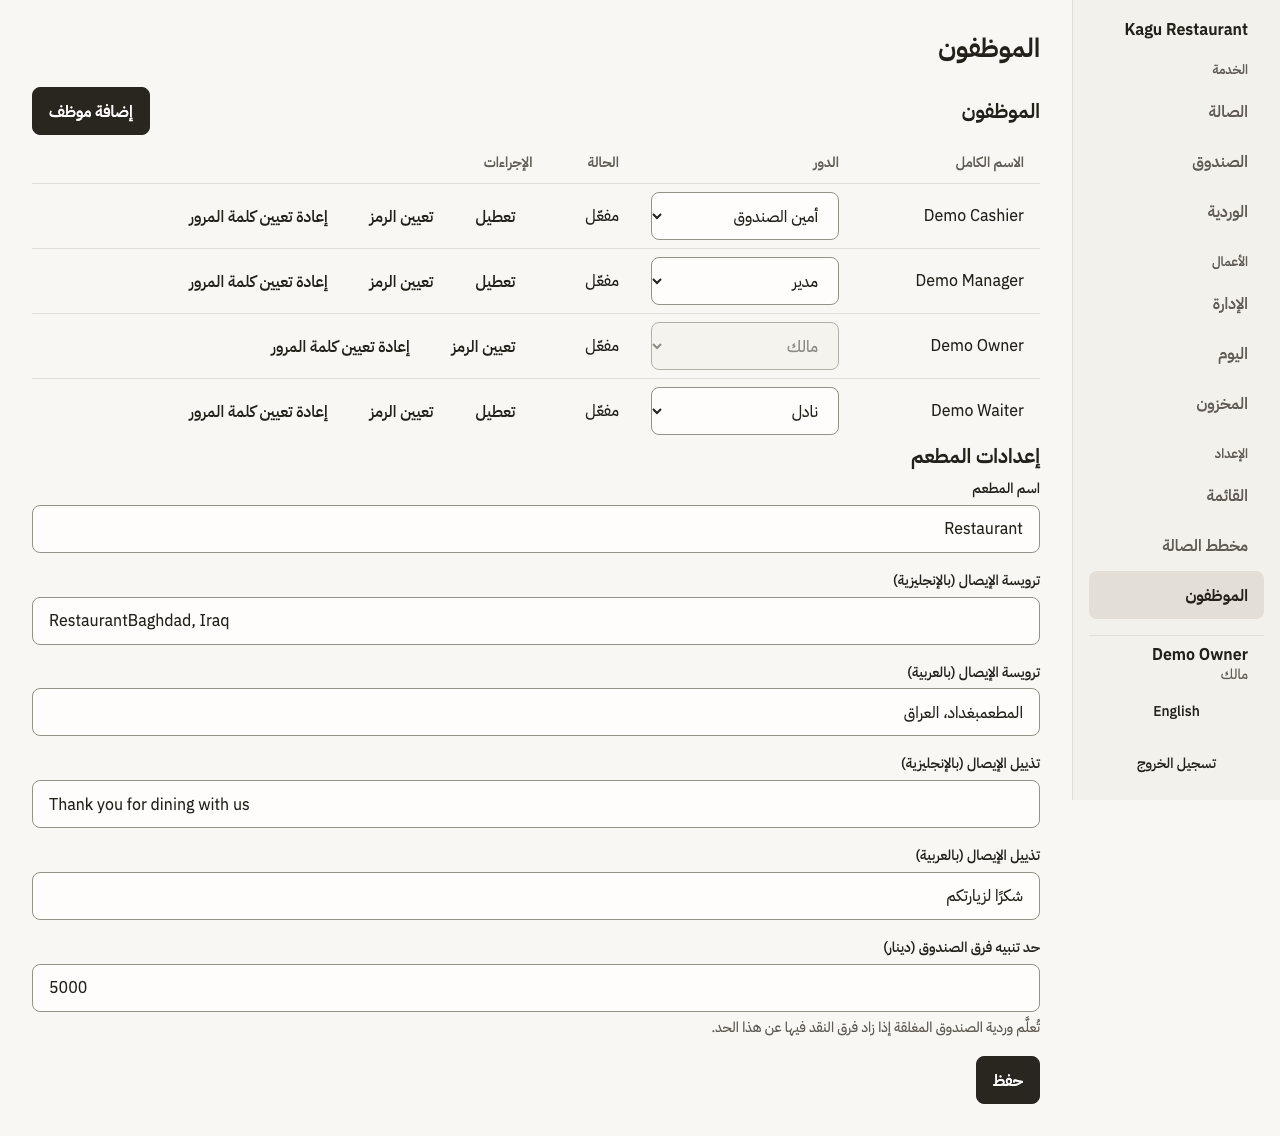 Kagu Restaurant
الخدمة
الصالة
الصندوق
الوردية
الأعمال
الإدارة
اليوم
المخزون
الإعداد
القائمة
مخطط الصالة
الموظفون
Demo Owner
مالك
English
تسجيل الخروج
الموظفون
الموظفون
إضافة موظف
الاسم الكامل الدور الحالة الإجراءات
Demo Cashier أمين الصندوق مفعّل تعطيل تعيين الرمز إعادة تعيين كلمة المرور
Demo Manager مدير مفعّل تعطيل تعيين الرمز إعادة تعيين كلمة المرور
Demo Owner مالك مفعّل تعيين الرمز إعادة تعيين كلمة المرور
Demo Waiter نادل مفعّل تعطيل تعيين الرمز إعادة تعيين كلمة المرور
إعدادات المطعم
اسم المطعم
Restaurant
ترويسة الإيصال (بالإنجليزية)
RestaurantBaghdad, Iraq
ترويسة الإيصال (بالعربية)
المطعمبغداد، العراق
تذييل الإيصال (بالإنجليزية)
Thank you for dining with us
تذييل الإيصال (بالعربية)
شكرًا لزيارتكم
حد تنبيه فرق الصندوق (دينار)
5000
تُعلَّم وردية الصندوق المغلقة إذا زاد فرق النقد فيها عن هذا الحد.
حفظ